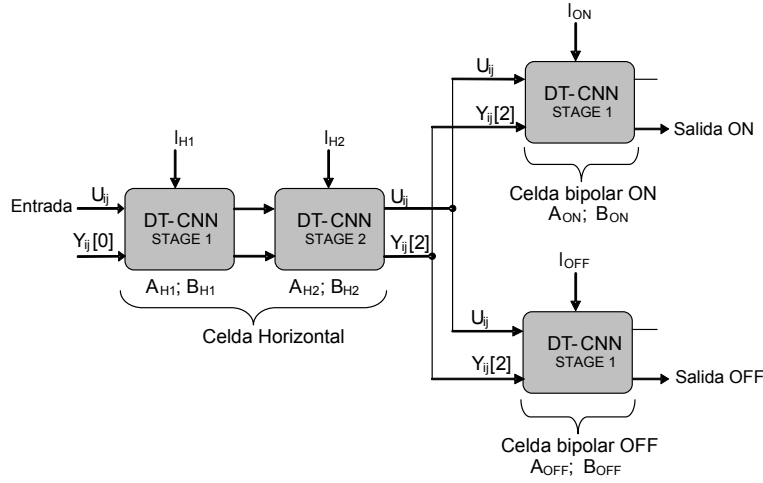 I_ON
U_ij
DT-CNN
STAGE 1
Y_ij[2]
Salida ON
Celda bipolar ON
A_ON; B_ON
I_H1
I_H2
Entrada
U_ij
DT-CNN
STAGE 1
DT-CNN
STAGE 2
U_ij
Y_ij[0]
Y_ij[2]
A_H1; B_H1
A_H2; B_H2
Celda Horizontal
I_OFF
U_ij
DT-CNN
STAGE 1
Y_ij[2]
Salida OFF
Celda bipolar OFF
A_OFF; B_OFF